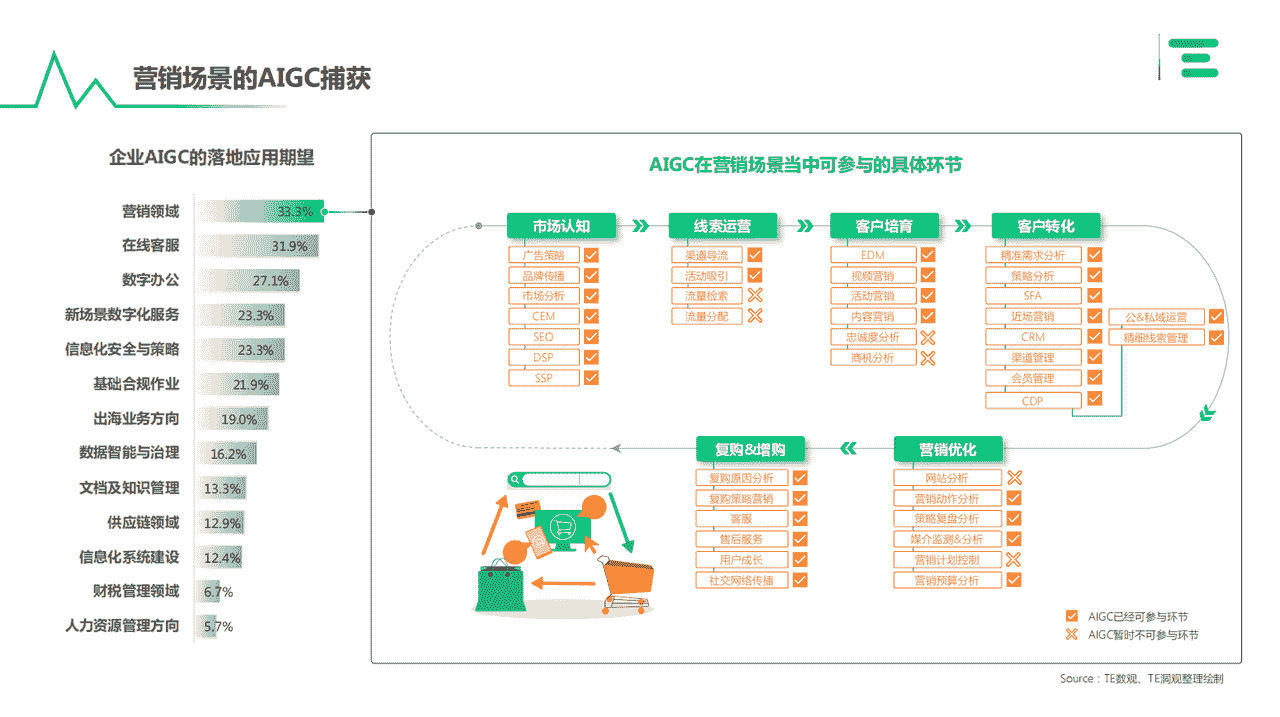 营销场景的AIGC捕获
企业AIGC的落地应用期望
营销领域 33.3%
在线客服 31.9%
数字办公 27.1%
新场景数字化服务 23.3%
信息化安全与策略 23.3%
基础合规作业 21.9%
出海业务方向 19.0%
数据智能与治理 16.2%
文档及知识管理 13.3%
供应链领域 12.9%
信息化系统建设 12.4%
财税管理领域 6.7%
人力资源管理方向 5.7%
AIGC在营销场景当中可参与的具体环节
市场认知
广告策略
品牌传播
市场分析
CEM
SEO
DSP
SSP
线索运营
渠道导流
活动吸引
流量检索
流量分配
客户培育
EDM
视频营销
活动营销
内容营销
忠诚度分析
商机分析
客户转化
精准需求分析
策略分析
SFA
近场营销
CRM
渠道管理
会员管理
CDP
公&私域运营
精细线索管理
复购&增购
复购原因分析
复购策略营销
客服
售后服务
用户成长
社交网络传播
营销优化
网站分析
营销动作分析
策略复盘分析
媒介监测&分析
营销计划控制
营销预算分析
AIGC已经可参与环节
AIGC暂时不可参与环节
Source：TE数观、TE洞观整理绘制